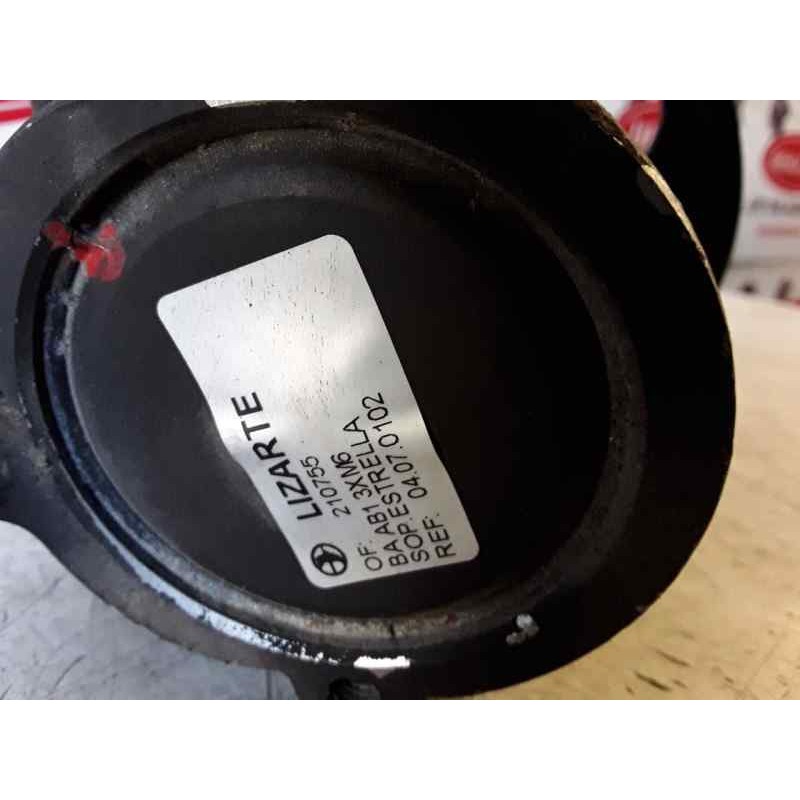 LIZARTE
210755
OF:
BA.AB1 3XM6
SOP.ESTRELLA
REF: 04.07.0102